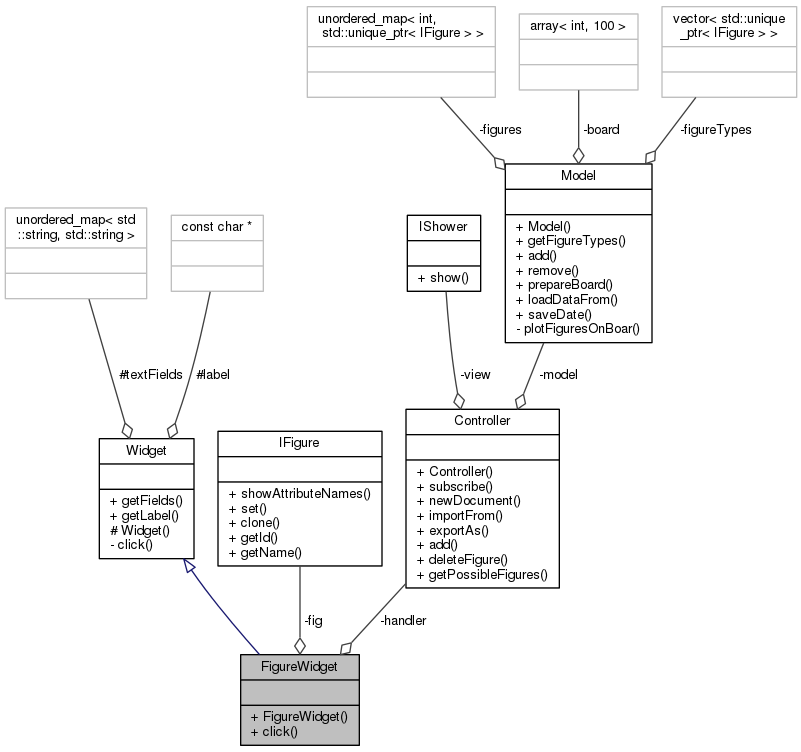 unordered_map< int,
std::unique_ptr< IFigure > >
array< int, 100 >
vector< std::unique
_ptr< IFigure > >
-figures
-board
-figureTypes
Model
+ Model()
+ getFigureTypes()
+ add()
+ remove()
+ prepareBoard()
+ loadDataFrom()
+ saveDate()
- plotFiguresOnBoar()
unordered_map< std
::string, std::string >
const char *
IShower
+ show()
#textFields
#label
-view
-model
Widget
+ getFields()
+ getLabel()
# Widget()
- click()
IFigure
+ showAttributeNames()
+ set()
+ clone()
+ getId()
+ getName()
Controller
+ Controller()
+ subscribe()
+ newDocument()
+ importFrom()
+ exportAs()
+ add()
+ deleteFigure()
+ getPossibleFigures()
-fig
-handler
FigureWidget
+ FigureWidget()
+ click()